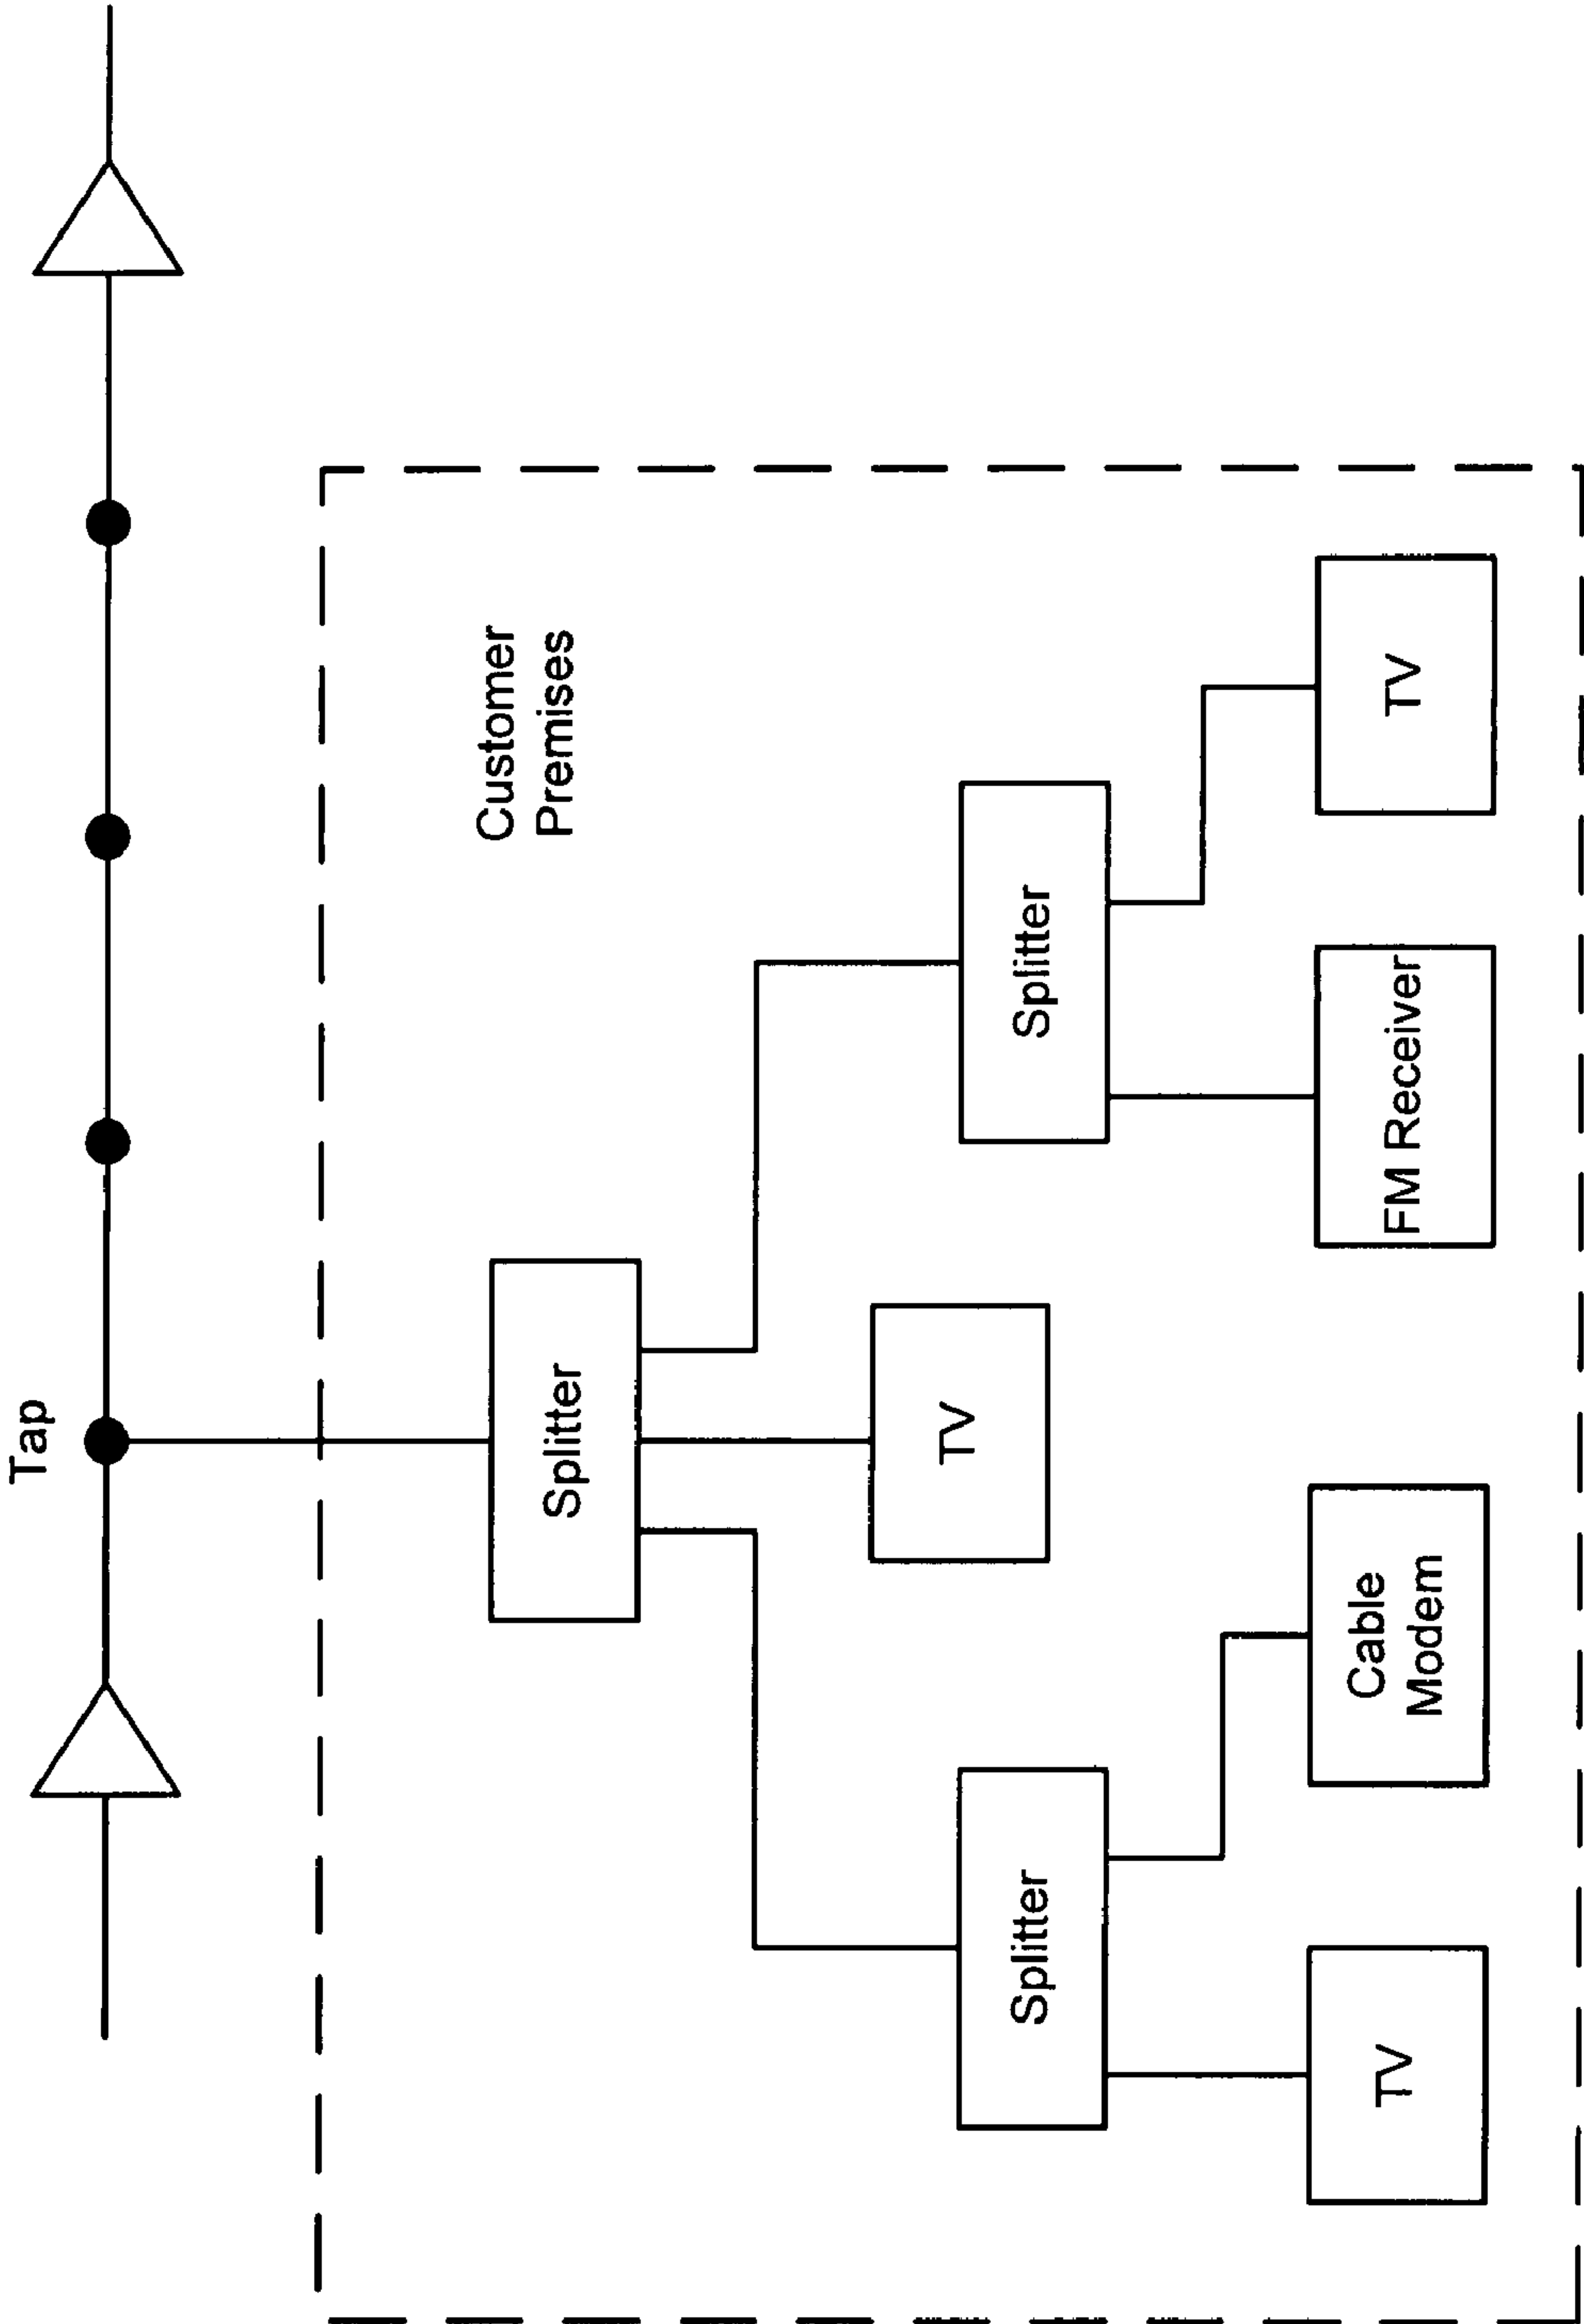 Tap
Customer
Premises
Splitter
TV
Splitter
Splitter
TV
Cable
Modem
FM Receiver
TV